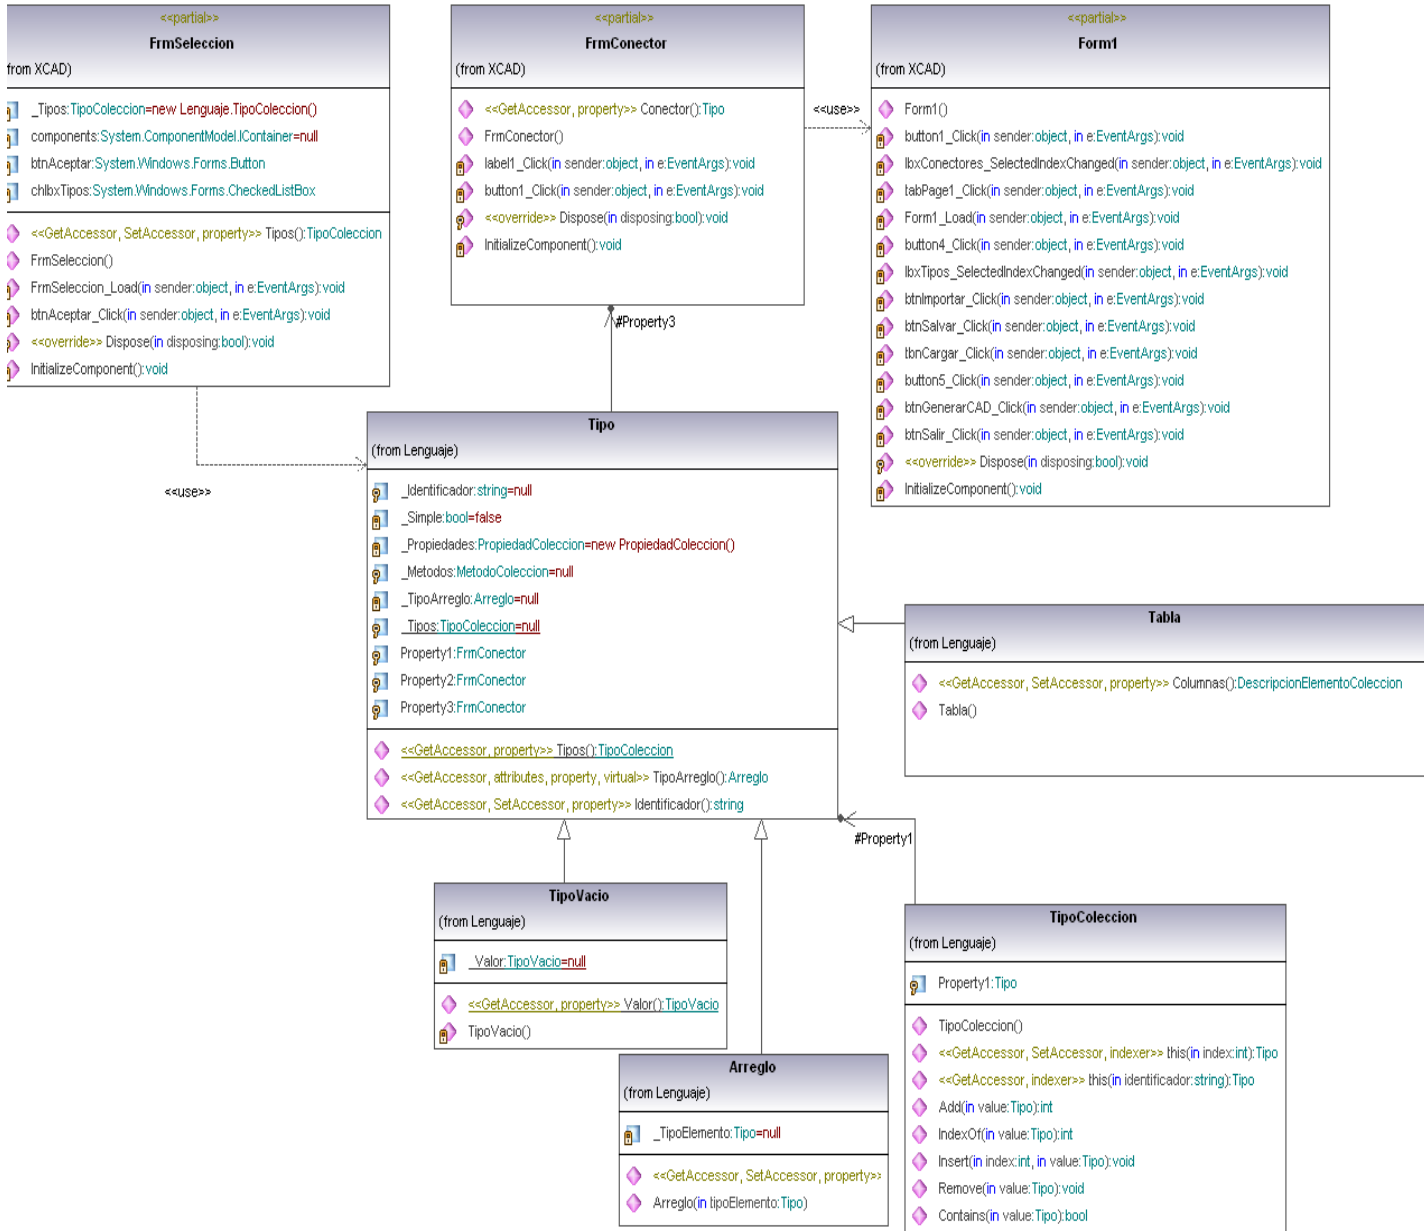 <<partial>>
FrmSeleccion
from XCAD)
_Tipos:TipoColeccion=new Lenguaje.TipoColeccion()
components:System.ComponentModel.IContainer=null
btnAceptar:System.Windows.Forms.Button
chlbxTipos:System.Windows.Forms.CheckedListBox
<<GetAccessor, SetAccessor, property>> Tipos():TipoColeccion
FrmSeleccion()
FrmSeleccion_Load(in sender:object, in e:EventArgs):void
btnAceptar_Click(in sender:object, in e:EventArgs):void
<<override>> Dispose(in disposing:bool):void
InitializeComponent():void
<<partial>>
FrmConector
(from XCAD)
<<GetAccessor, property>> Conector():Tipo
FrmConector()
label1_Click(in sender:object, in e:EventArgs):void
button1_Click(in sender:object, in e:EventArgs):void
<<override>> Dispose(in disposing:bool):void
InitializeComponent():void
<<use>>
<<partial>>
Form1
(from XCAD)
Form1()
button1_Click(in sender:object, in e:EventArgs):void
lbxConectores_SelectedIndexChanged(in sender:object, in e:EventArgs):void
tabPage1_Click(in sender:object, in e:EventArgs):void
Form1_Load(in sender:object, in e:EventArgs):void
button4_Click(in sender:object, in e:EventArgs):void
lbxTipos_SelectedIndexChanged(in sender:object, in e:EventArgs):void
btnImportar_Click(in sender:object, in e:EventArgs):void
btnSalvar_Click(in sender:object, in e:EventArgs):void
tbnCargar_Click(in sender:object, in e:EventArgs):void
button5_Click(in sender:object, in e:EventArgs):void
btnGenerarCAD_Click(in sender:object, in e:EventArgs):void
btnSalir_Click(in sender:object, in e:EventArgs):void
<<override>> Dispose(in disposing:bool):void
InitializeComponent():void
#Property3
<<use>>
Tipo
(from Lenguaje)
_Identificador:string=null
_Simple:bool=false
_Propiedades:PropiedadColeccion=new PropiedadColeccion()
_Metodos:MetodoColeccion=null
_TipoArreglo:Arreglo=null
_Tipos:TipoColeccion=null
Property1:FrmConector
Property2:FrmConector
Property3:FrmConector
<<GetAccessor, property>> Tipos():TipoColeccion
<<GetAccessor, attributes, property, virtual>> TipoArreglo():Arreglo
<<GetAccessor, SetAccessor, property>> Identificador():string
Tabla
(from Lenguaje)
<<GetAccessor, SetAccessor, property>> Columnas():DescripcionElementoColeccion
Tabla()
#Property1
TipoVacio
(from Lenguaje)
_Valor:TipoVacio=null
<<GetAccessor, property>> Valor():TipoVacio
TipoVacio()
Arreglo
(from Lenguaje)
_TipoElemento:Tipo=null
<<GetAccessor, SetAccessor, property>>
Arreglo(in tipoElemento:Tipo)
TipoColeccion
(from Lenguaje)
Property1:Tipo
TipoColeccion()
<<GetAccessor, SetAccessor, indexer>> this(in index:int):Tipo
<<GetAccessor, indexer>> this(in identificador:string):Tipo
Add(in value:Tipo):int
IndexOf(in value:Tipo):int
Insert(in index:int, in value:Tipo):void
Remove(in value:Tipo):void
Contains(in value:Tipo):bool